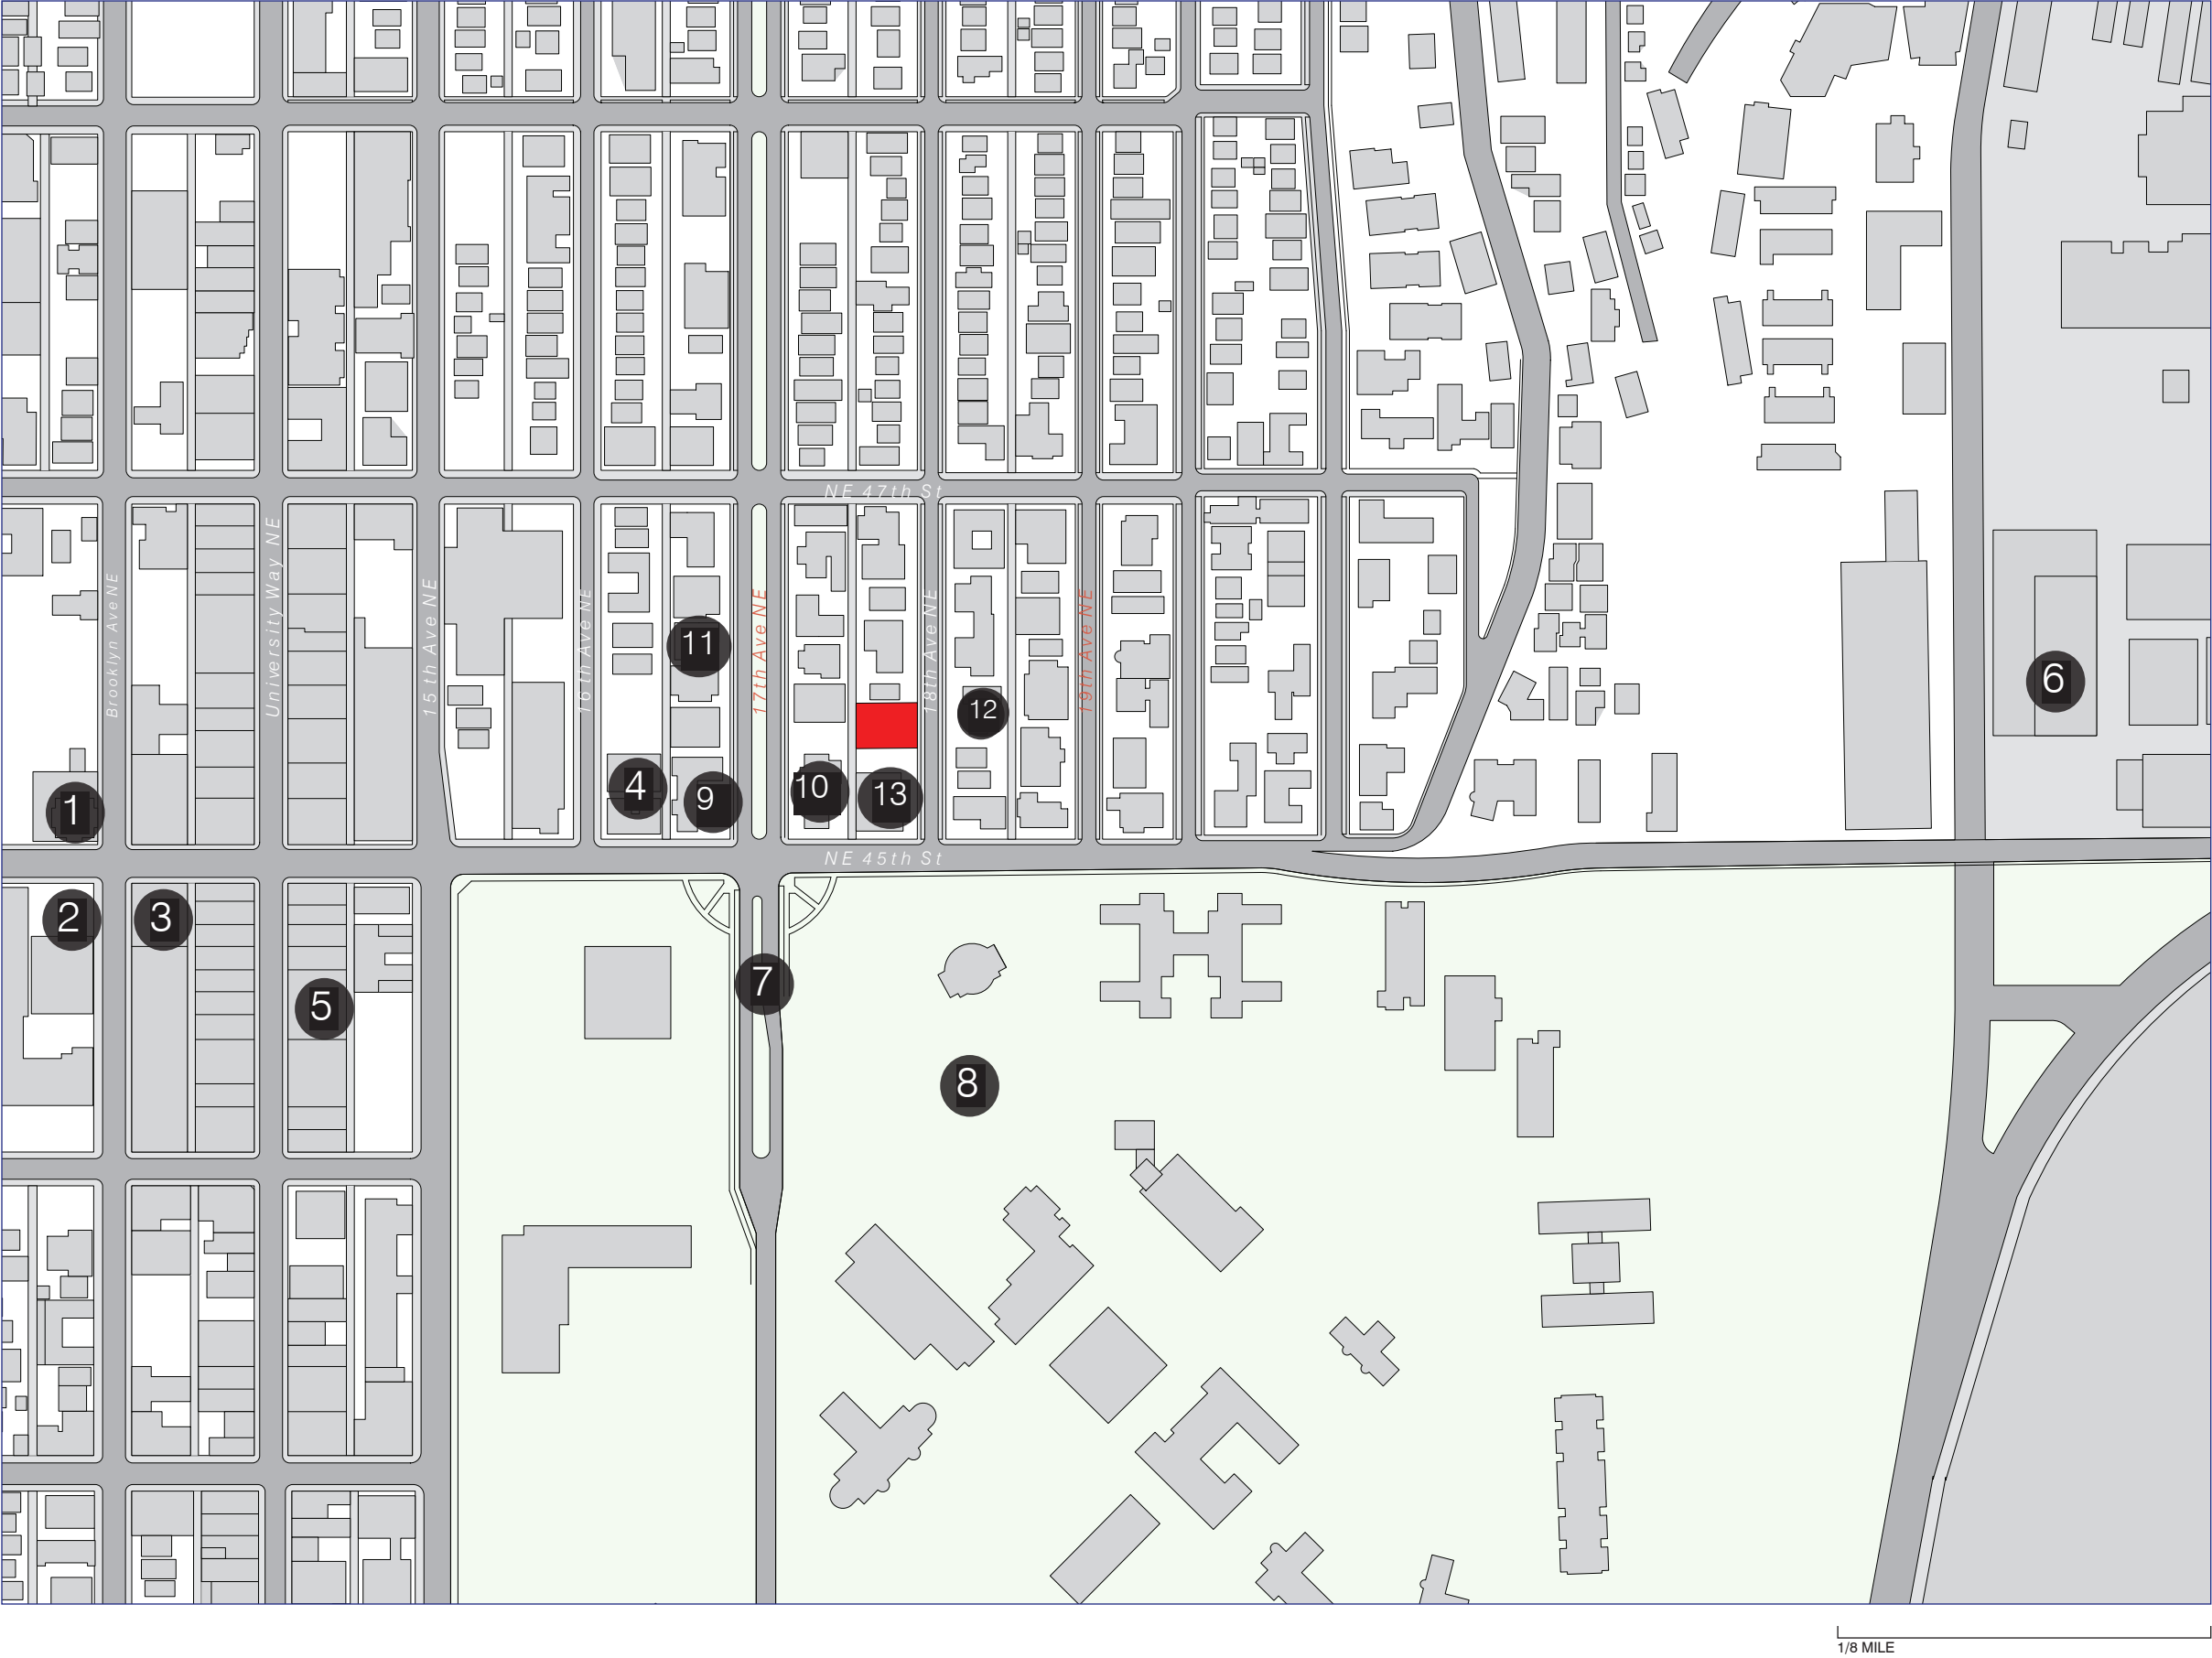 NE 47th St
Brooklyn Ave NE
University Way NE
15th Ave NE
16th Ave NE
17th Ave NE
18th Ave NE
19th Ave NE
11
6
12
4
9
10
13
1
NE 45th St
2
3
7
5
8
1/8 MILE